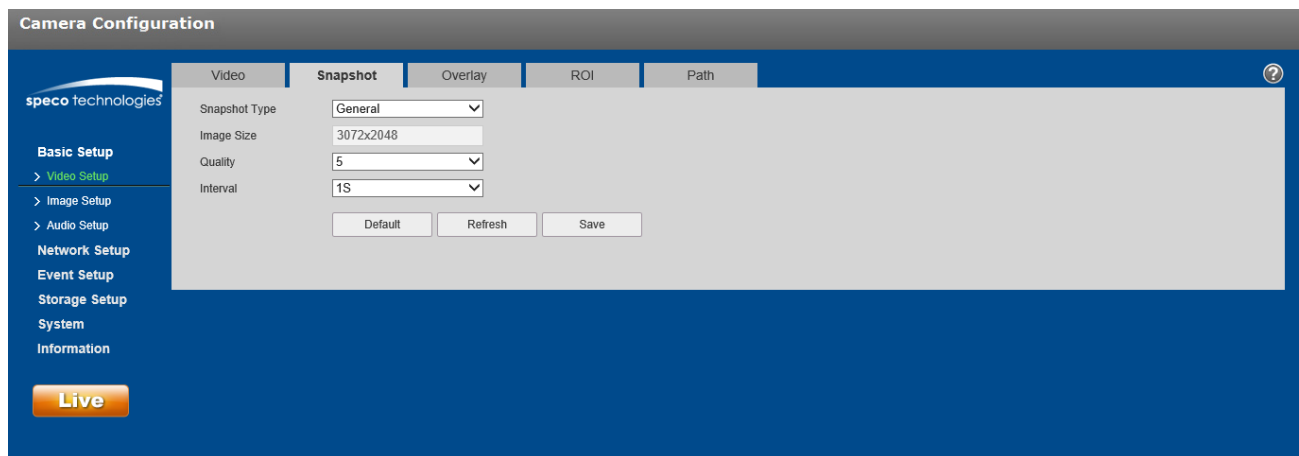 Camera Configuration
speco technologies
Video Snapshot Overlay ROI Path
?
Snapshot Type General
Image Size 3072x2048
Quality 5
Interval 1S
Default Refresh Save
Basic Setup
> Video Setup
> Image Setup
> Audio Setup
Network Setup
Event Setup
Storage Setup
System
Information
Live